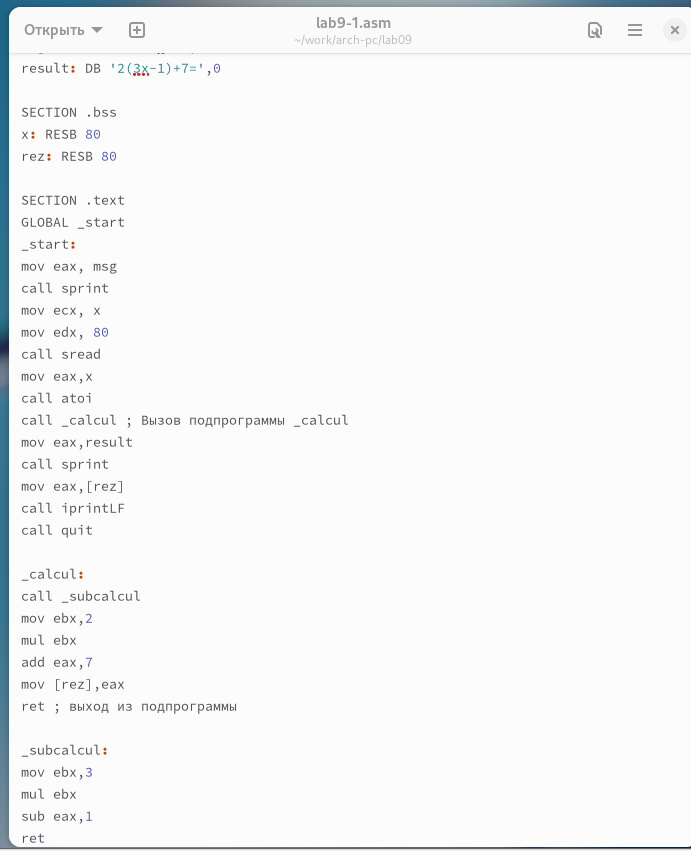 Открыть
lab9-1.asm
~/work/arch-pc/lab09
result: DB '2(3x-1)+7=',0
SECTION .bss
x: RESB 80
rez: RESB 80
SECTION .text
GLOBAL _start
_start:
mov eax, msg
call sprint
mov ecx, x
mov edx, 80
call sread
mov eax,x
call atoi
call _calcul ; Вызов подпрограммы _calcul
mov eax,result
call sprint
mov eax,[rez]
call iprintLF
call quit
_calcul:
call _subcalcul
mov ebx,2
mul ebx
add eax,7
mov [rez],eax
ret ; выход из подпрограммы
_subcalcul:
mov ebx,3
mul ebx
sub eax,1
ret